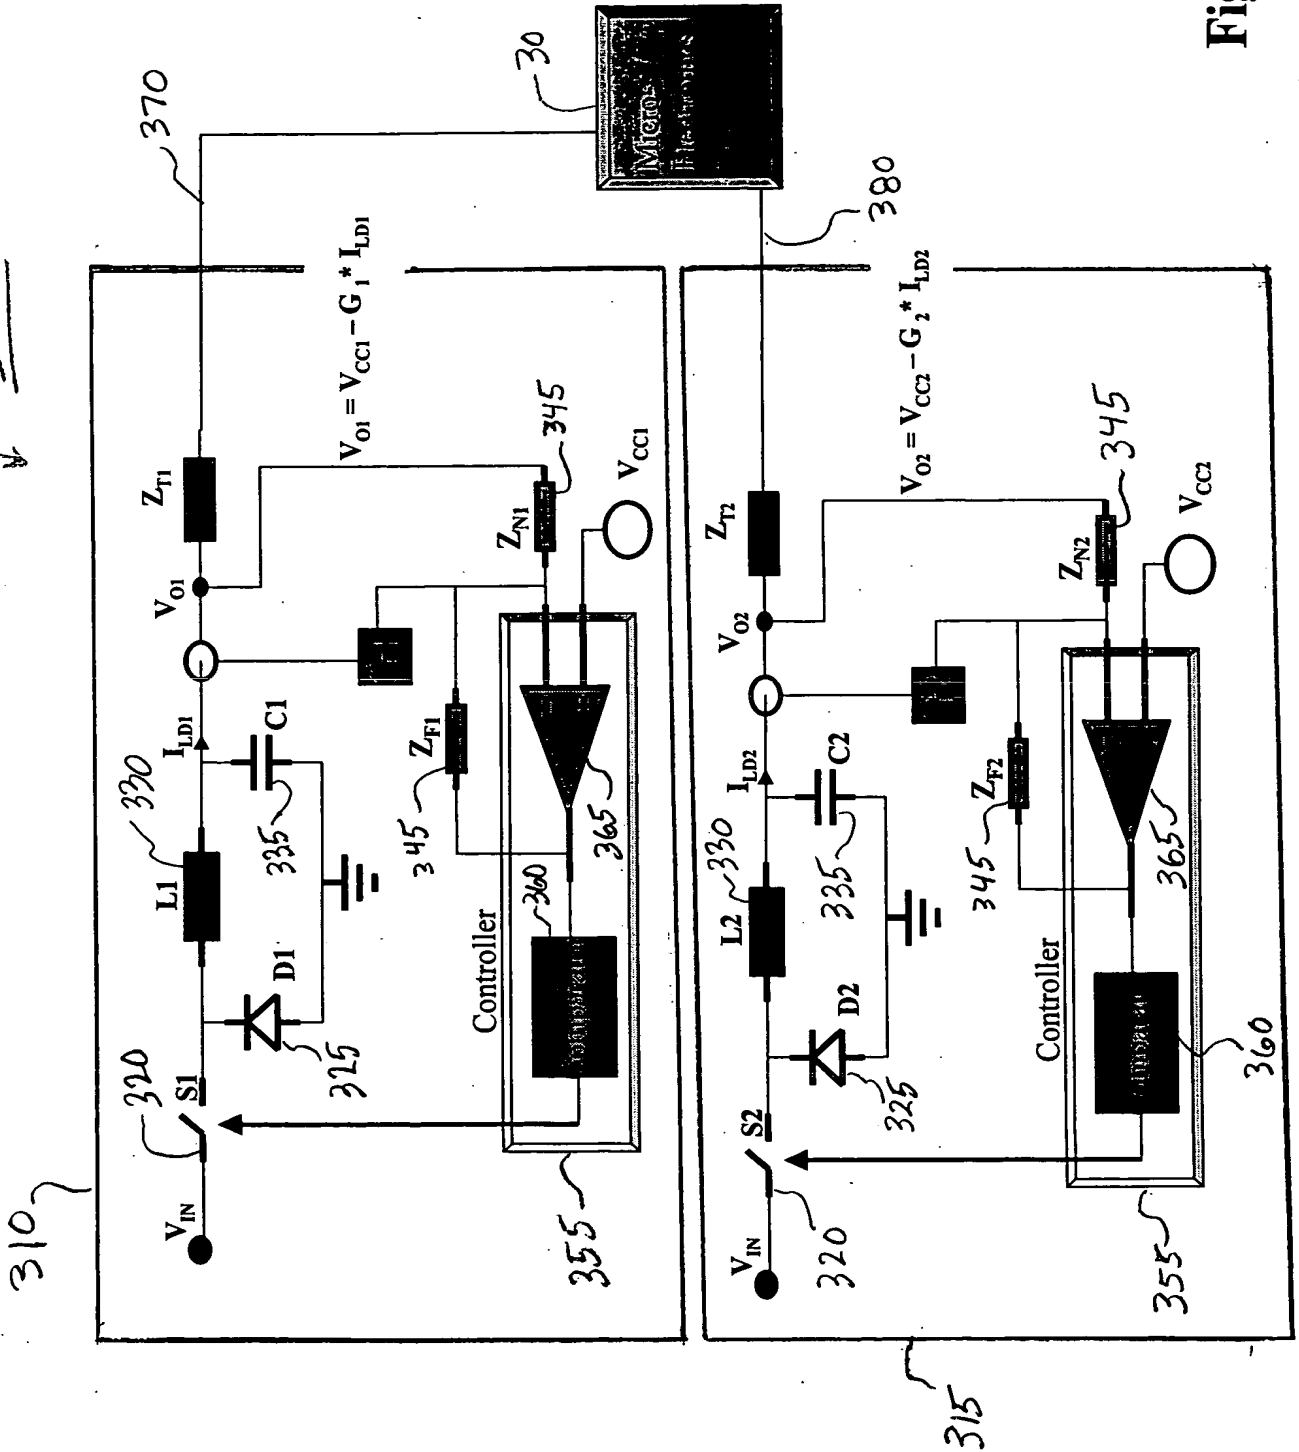 310
320
V_IN
S1
325
D1
L1
330
335
C1
I_LD1
V_O1
Z_T1
370
V_O1 = V_CC1 – G_1 * I_LD1
345
Z_F1
Z_N1
345
V_CC1
Controller
360
365
355
30
Micros
315
320
V_IN
S2
325
D2
L2
330
335
C2
I_LD2
V_O2
Z_T2
380
V_O2 = V_CC2 – G_2 * I_LD2
345
Z_F2
Z_N2
345
V_CC2
Controller
360
365
355